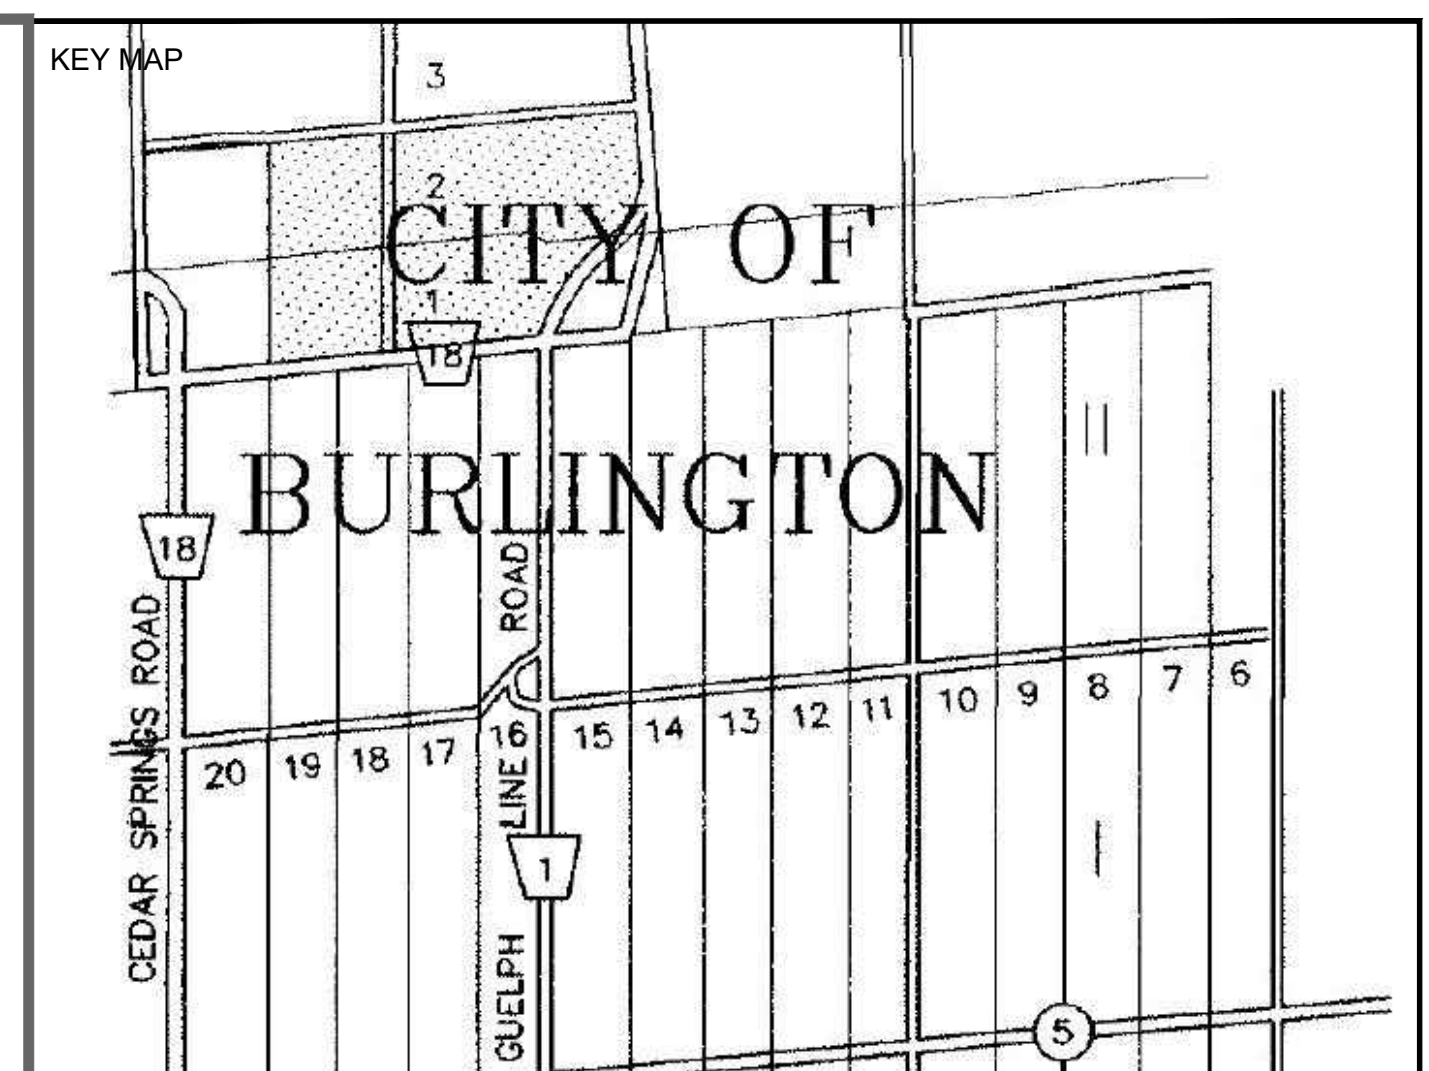 KEY MAP
3
2
CITY OF
1
18
II
BURLINGTON
18
CEDAR SPRINGS ROAD
GUELPH LINE ROAD
20 19 18 17 16 15 14 13 12 11 10 9 8 7 6
I
1
5